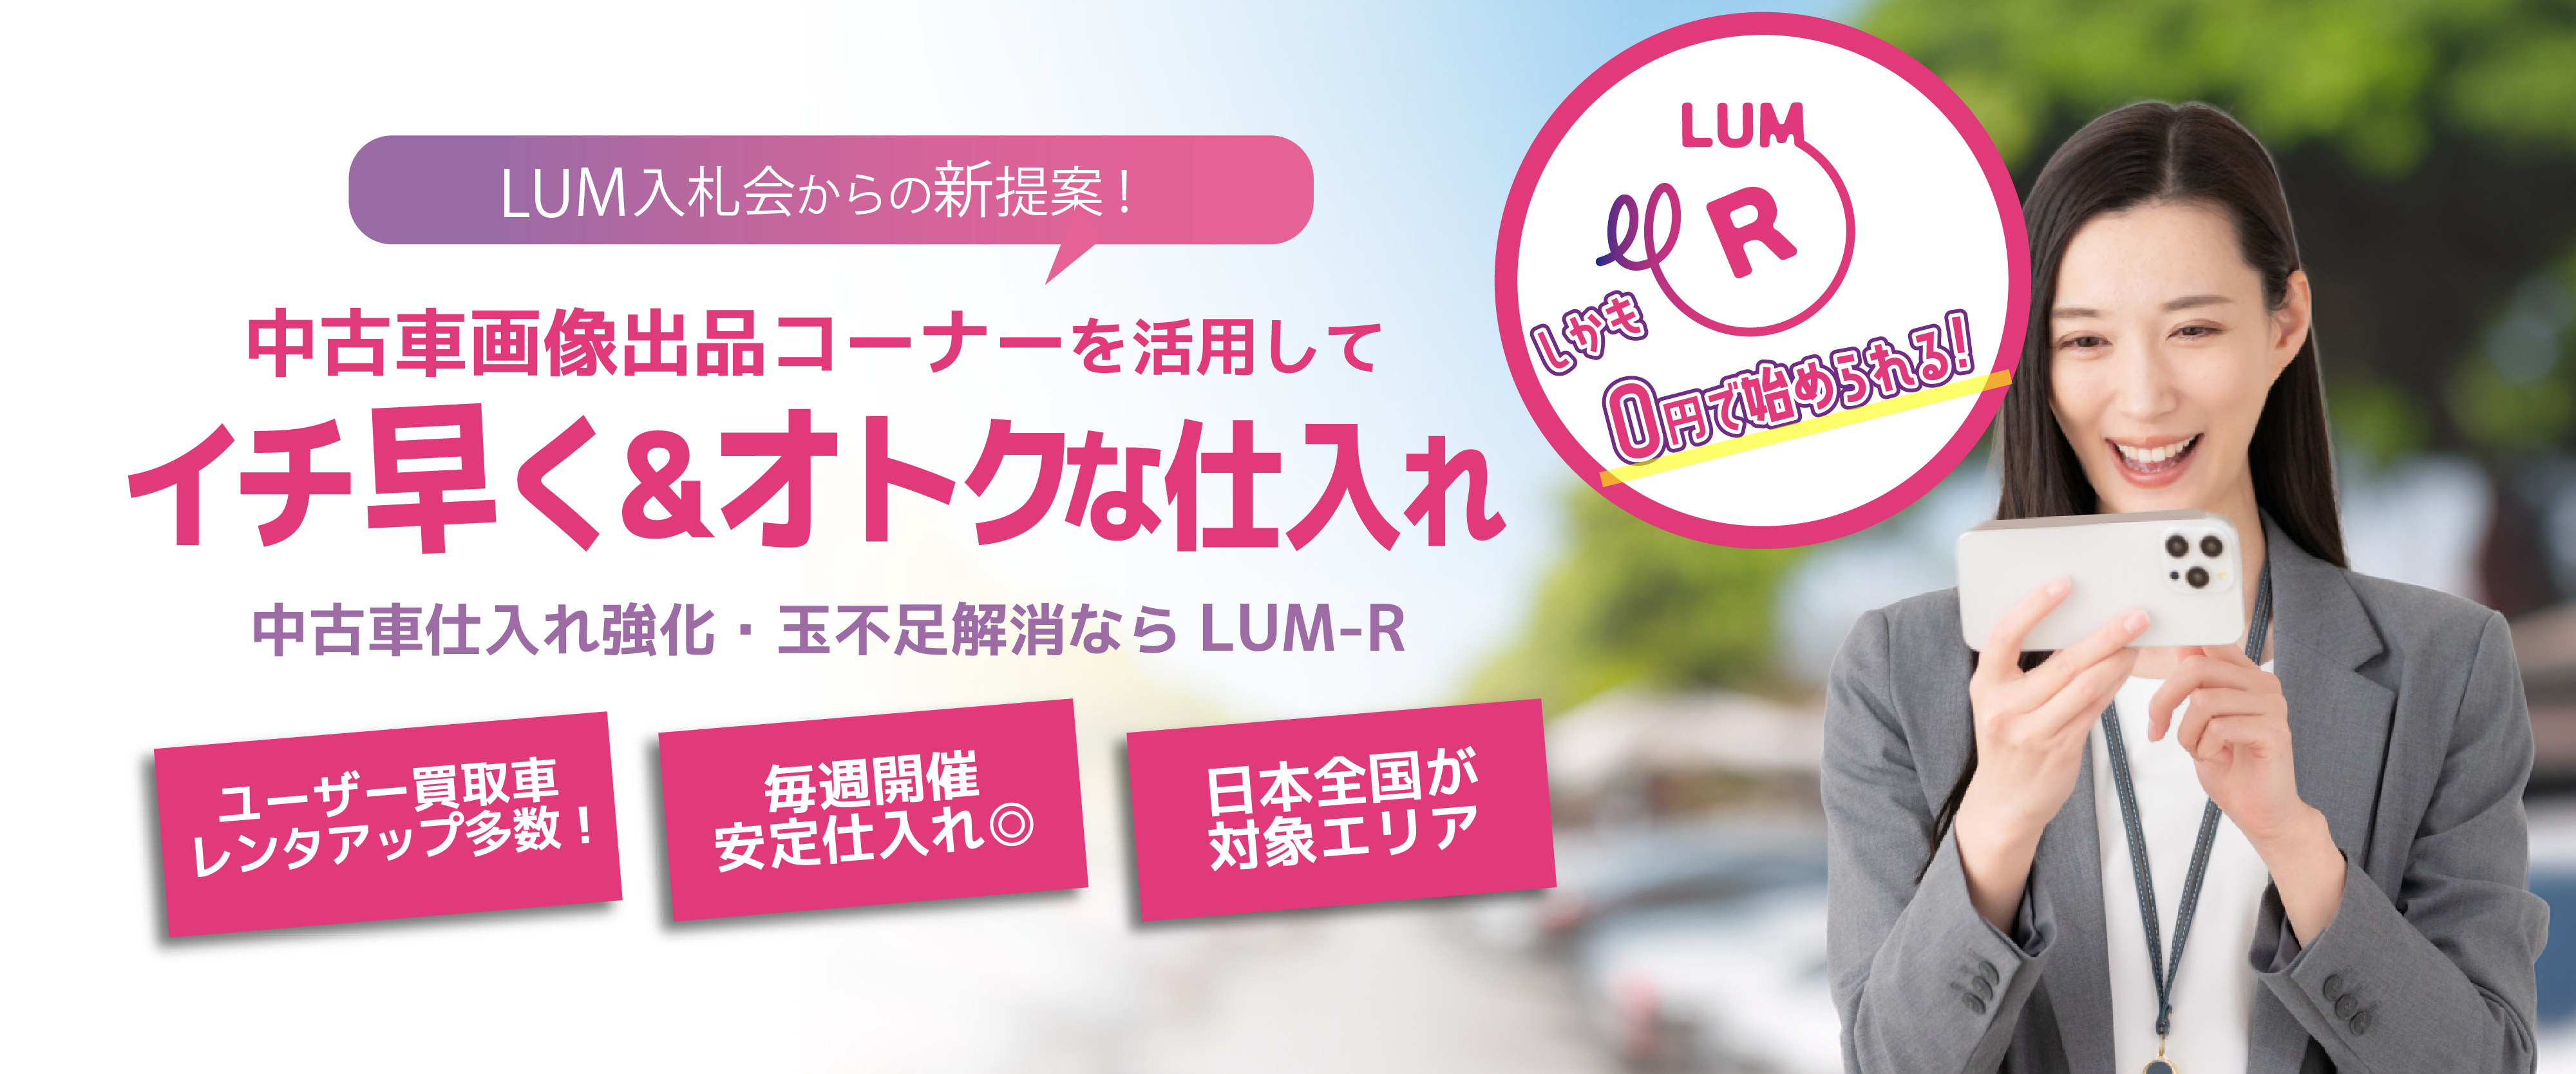 LUM入札会からの新提案！
中古車画像出品コーナーを活用して
イチ早く&オトクな仕入れ
中古車仕入れ強化・玉不足解消なら LUM-R
ユーザー買取車
レンタアップ多数！
毎週開催
安定仕入れ◎
日本全国が
対象エリア
LUM
R
しかも
0円で始められる！